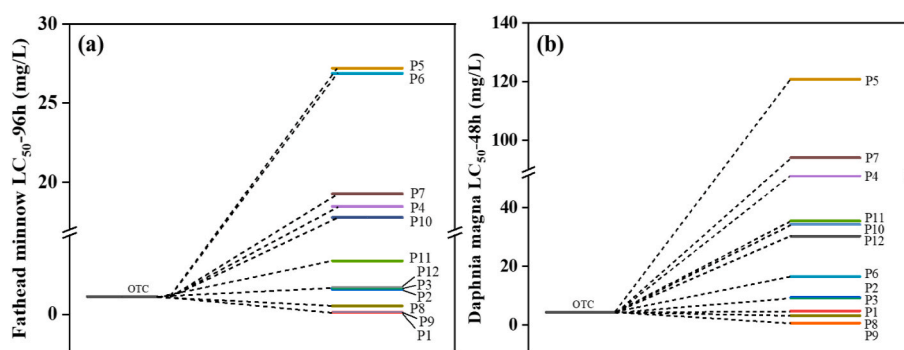 (a)
Fathead minnow LC50-96h (mg/L)
30
25
20
0
OTC
P5
P6
P7
P4
P10
P11
P12
P3
P2
P8
P9
P1
(b)
Daphnia magna LC50-48h (mg/L)
120
100
40
20
0
OTC
P5
P7
P4
P11
P10
P12
P6
P2
P3
P1
P8
P9